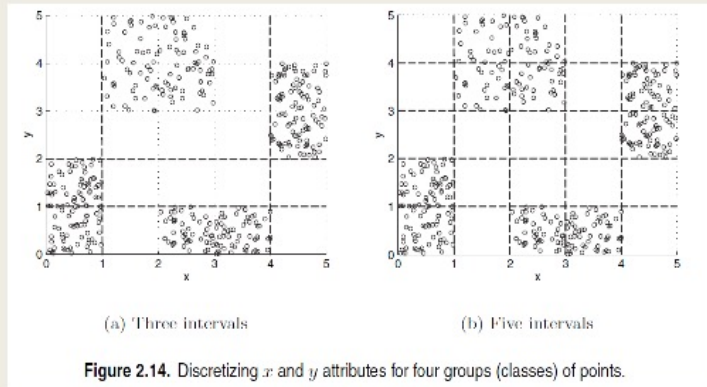 5
4
3
2
1
0
y
0 1 2 3 4 5
x
(a) Three intervals
5
4
3
2
1
0
y
0 1 2 3 4 5
x
(b) Five intervals
Figure 2.14. Discretizing x and y attributes for four groups (classes) of points.